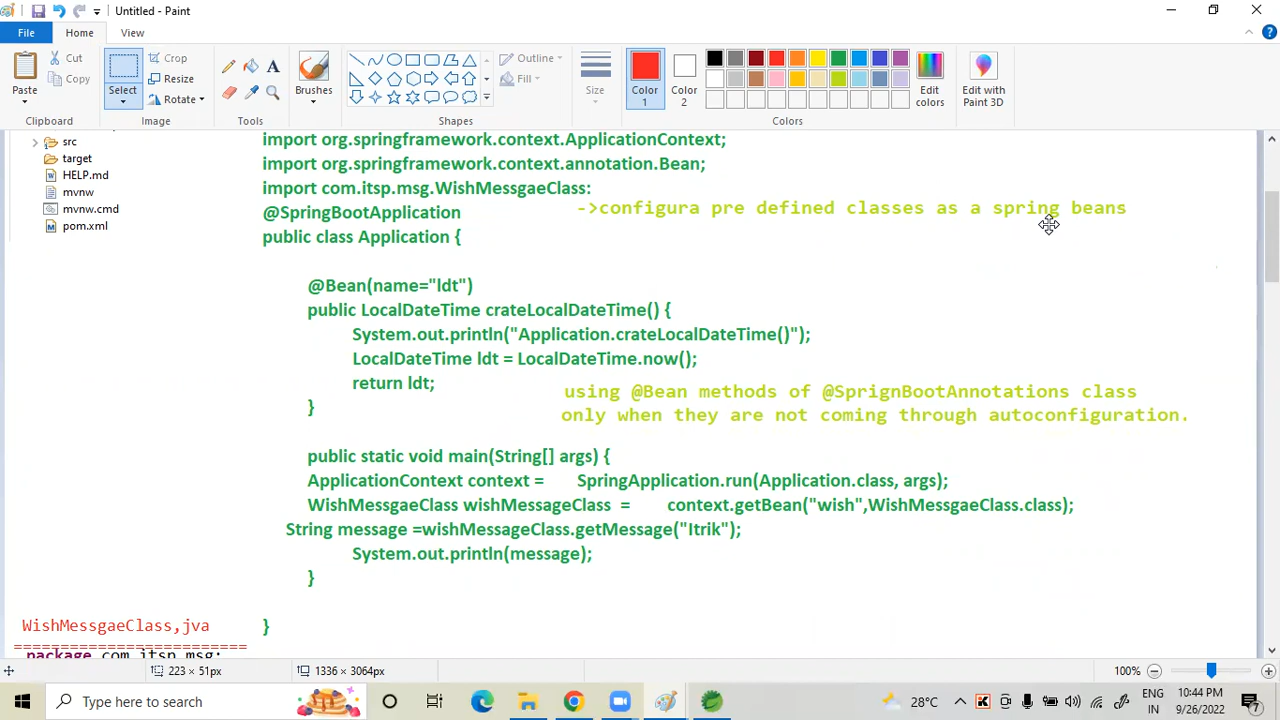 Untitled - Paint
File
Home
View
Paste
Cut
Copy
Clipboard
Select
Crop
Resize
Rotate
Image
Tools
Brushes
Shapes
Outline
Fill
Size
Color
1
Color
2
Edit
colors
Edit with
Paint 3D
Colors
src
target
HELP.md
mvnw
mvnw.cmd
pom.xml
import org.springframework.context.ApplicationContext;
import org.springframework.context.annotation.Bean;
import com.itsp.msg.WishMessgaeClass:
@SpringBootApplication
->configura pre defined classes as a spring beans
public class Application {
@Bean(name="ldt")
public LocalDateTime crateLocalDateTime() {
System.out.println("Application.crateLocalDateTime()");
LocalDateTime ldt = LocalDateTime.now();
return ldt;
}
using @Bean methods of @SprignBootAnnotations class
only when they are not coming through autoconfiguration.
public static void main(String[] args) {
ApplicationContext context = SpringApplication.run(Application.class, args);
WishMessgaeClass wishMessageClass = context.getBean("wish",WishMessgaeClass.class);
String message =wishMessageClass.getMessage("Itrik");
System.out.println(message);
}
}
WishMessgaeClass,jva
=========================
package com.itsp.msg;
223 × 51px
1336 × 3064px
100%
Type here to search
28°C
ENG
IN
10:44 PM
9/26/2022
7